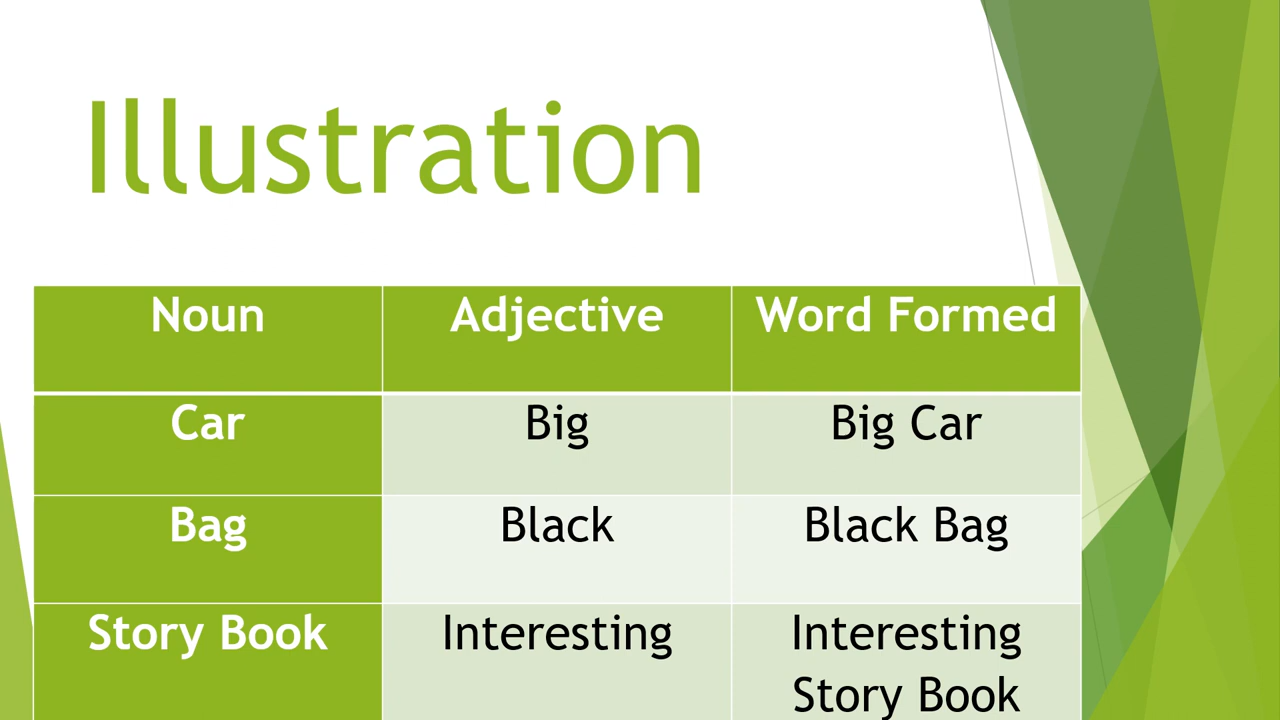 Illustration
Noun Adjective Word Formed
Car Big Big Car
Bag Black Black Bag
Story Book Interesting Interesting
Story Book